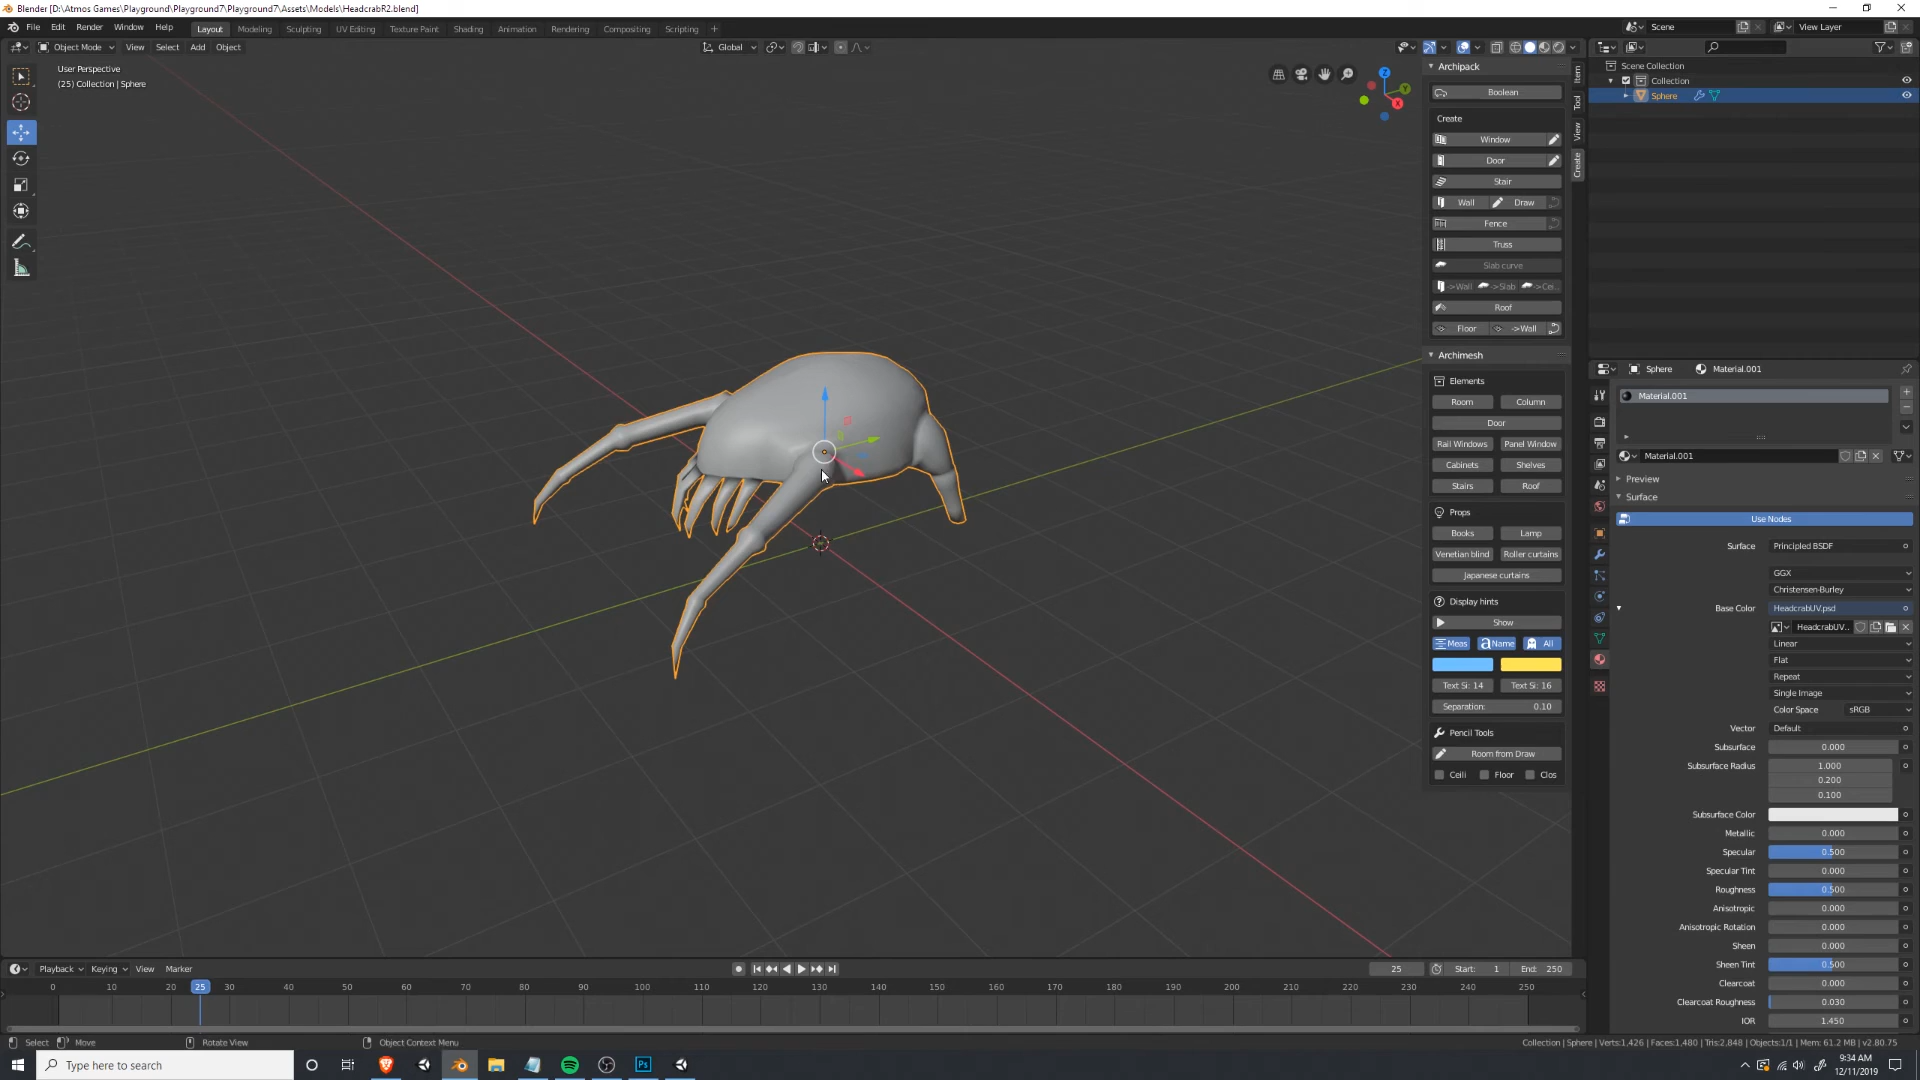 Blender [D:\Atmos Games\Playground\Playground7\Playground7\Assets\Models\HeadcrabR2.blend]
File Edit Render Window Help Layout Modeling Sculpting UV Editing Texture Paint Shading Animation Rendering Compositing Scripting + Scene View Layer
Object Mode View Select Add Object Global
User Perspective
(25) Collection | Sphere
Z
Y
X
Archipack
Boolean
Create
Window
Door
Stair
Wall Draw
Fence
Truss
Slab curve
->Wall ->Slab ->Cei..
Roof
Floor ->Wall
Archimesh
Elements
Room Column
Door
Rail Windows Panel Window
Cabinets Shelves
Stairs Roof
Props
Books Lamp
Venetian blind Roller curtains
Japanese curtains
Display hints
Show
Meas Name All
Text Si: 14 Text Si: 16
Separation: 0.10
Pencil Tools
Room from Draw
Ceili Floor Clos
Item
Tool
View
Create
Scene Collection
Collection
Sphere
Sphere Material.001
Material.001
Material.001
Preview
Surface
Use Nodes
Surface Principled BSDF
GGX
Christensen-Burley
Base Color HeadcrabUV.psd
HeadcrabUV..
Linear
Flat
Repeat
Single Image
Color Space sRGB
Vector Default
Subsurface 0.000
Subsurface Radius 1.000
0.200
0.100
Subsurface Color
Metallic 0.000
Specular 0.500
Specular Tint 0.000
Roughness 0.500
Anisotropic 0.000
Anisotropic Rotation 0.000
Sheen 0.000
Sheen Tint 0.500
Clearcoat 0.000
Clearcoat Roughness 0.030
IOR 1.450
Playback Keying View Marker 25 Start: 1 End: 250
0 10 20 25 30 40 50 60 70 80 90 100 110 120 130 140 150 160 170 180 190 200 210 220 230 240 250
Select Move Rotate View Object Context Menu Collection | Sphere | Verts:1,426 | Faces:1,480 | Tris:2,848 | Objects:1/1 | Mem: 61.2 MB | v2.80.75
Type here to search
Ps
9:34 AM
12/11/2019